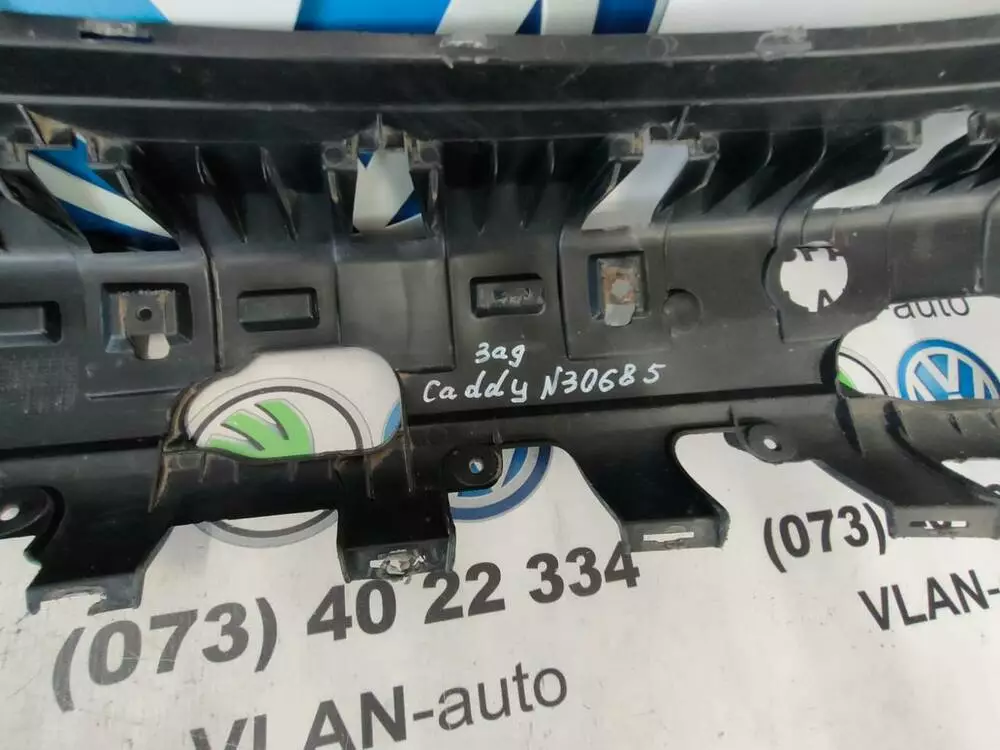 Зад
Caddy N30685
-auto
(073) 40 22 334
(073)
VLAN-
VLAN-auto